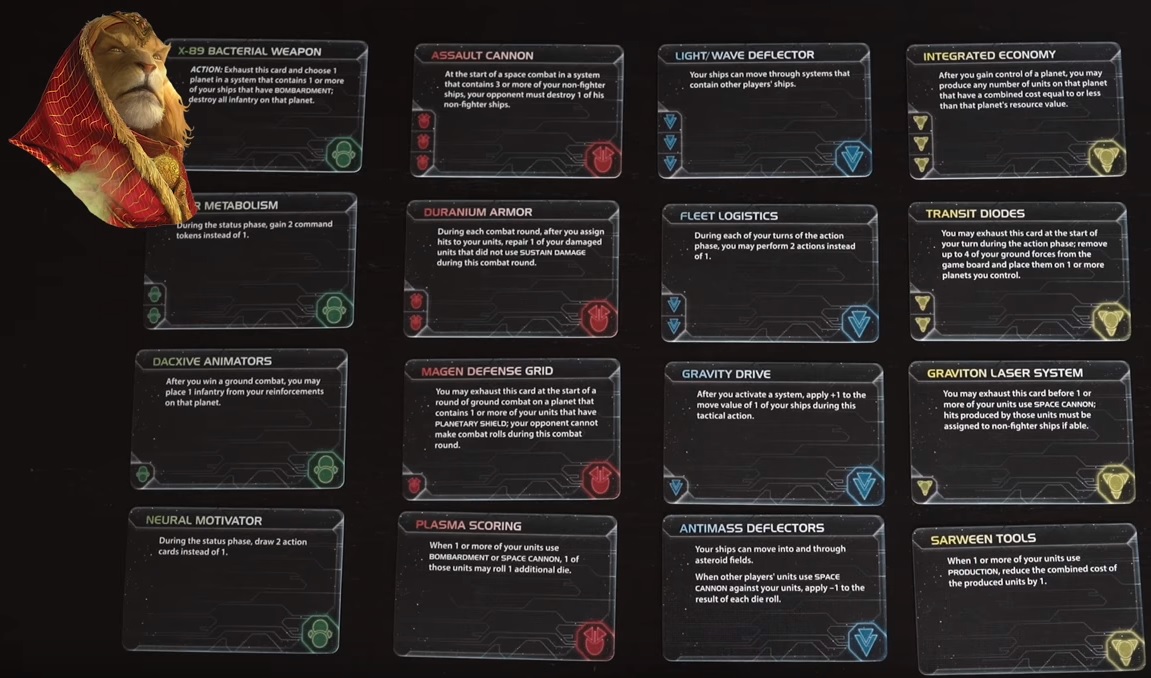 X-89 BACTERIAL WEAPON
ACTION: Exhaust this card and choose 1
planet in a system that contains 1 or more
of your ships that have BOMBARDMENT;
destroy all infantry on that planet.
ASSAULT CANNON
At the start of a space combat in a system
that contains 3 or more of your non-fighter
ships, your opponent must destroy 1 of his
non-fighter ships.
LIGHT/WAVE DEFLECTOR
Your ships can move through systems that
contain other players' ships.
INTEGRATED ECONOMY
After you gain control of a planet, you may
produce any number of units on that planet
that have a combined cost equal to or less
than that planet's resource value.
R METABOLISM
During the status phase, gain 2 command
tokens instead of 1.
DURANIUM ARMOR
During each combat round, after you assign
hits to your units, repair 1 of your damaged
units that did not use SUSTAIN DAMAGE
during this combat round.
FLEET LOGISTICS
During each of your turns of the action
phase, you may perform 2 actions instead
of 1.
TRANSIT DIODES
You may exhaust this card at the start of
your turn during the action phase; remove
up to 4 of your ground forces from the
game board and place them on 1 or more
planets you control.
DACXIVE ANIMATORS
After you win a ground combat, you may
place 1 infantry from your reinforcements
on that planet.
MAGEN DEFENSE GRID
You may exhaust this card at the start of a
round of ground combat on a planet that
contains 1 or more of your units that have
PLANETARY SHIELD; your opponent cannot
make combat rolls during this combat
round.
GRAVITY DRIVE
After you activate a system, apply +1 to the
move value of 1 of your ships during this
tactical action.
GRAVITON LASER SYSTEM
You may exhaust this card before 1 or
more of your units use SPACE CANNON;
hits produced by those units must be
assigned to non-fighter ships if able.
NEURAL MOTIVATOR
During the status phase, draw 2 action
cards instead of 1.
PLASMA SCORING
When 1 or more of your units use
BOMBARDMENT or SPACE CANNON, 1 of
those units may roll 1 additional die.
ANTIMASS DEFLECTORS
Your ships can move into and through
asteroid fields.
When other players' units use SPACE
CANNON against your units, apply −1 to the
result of each die roll.
SARWEEN TOOLS
When 1 or more of your units use
PRODUCTION, reduce the combined cost of
the produced units by 1.